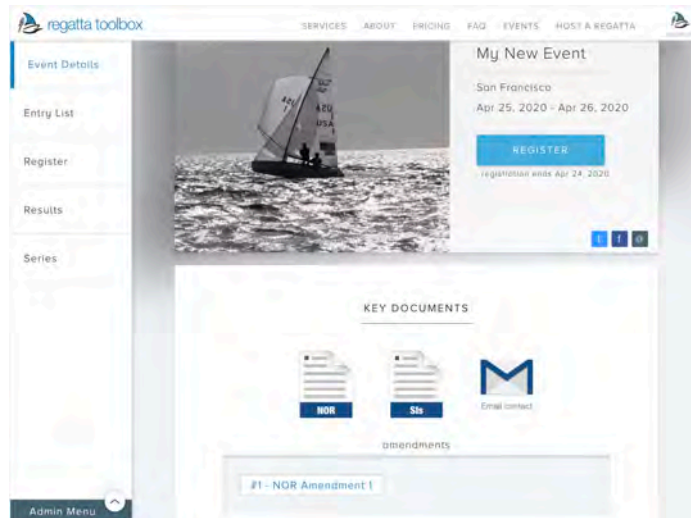 regatta toolbox
SERVICES ABOUT PRICING FAQ EVENTS HOST A REGATTA
Event Details
Entry List
Register
Results
Series
Admin Menu
420
USA
My New Event
San Francisco
Apr 25, 2020 - Apr 26, 2020
REGISTER
registration ends Apr 24, 2020
t f @
KEY DOCUMENTS
NOR
SIs
Email contact
amendments
#1 - NOR Amendment 1